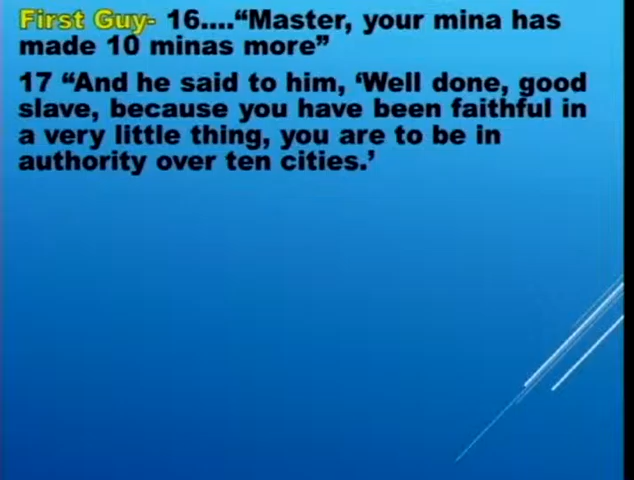 First Guy- 16....“Master, your mina has
made 10 minas more”
17 “And he said to him, ‘Well done, good
slave, because you have been faithful in
a very little thing, you are to be in
authority over ten cities.’